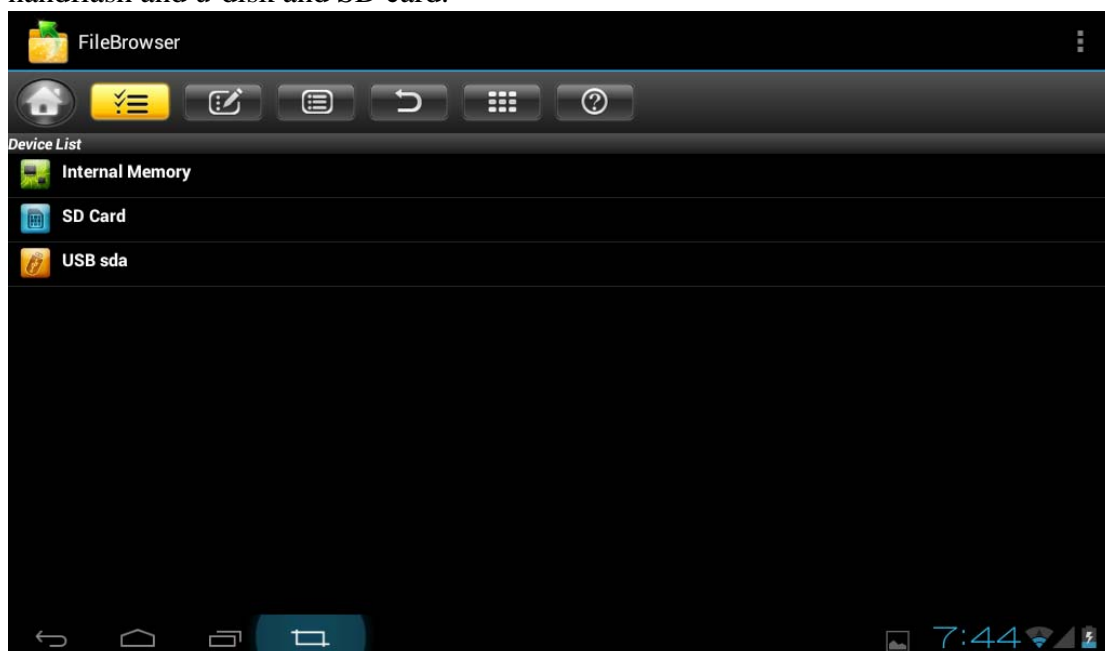 FileBrowser
Device List
Internal Memory
SD Card
USB sda
7:44